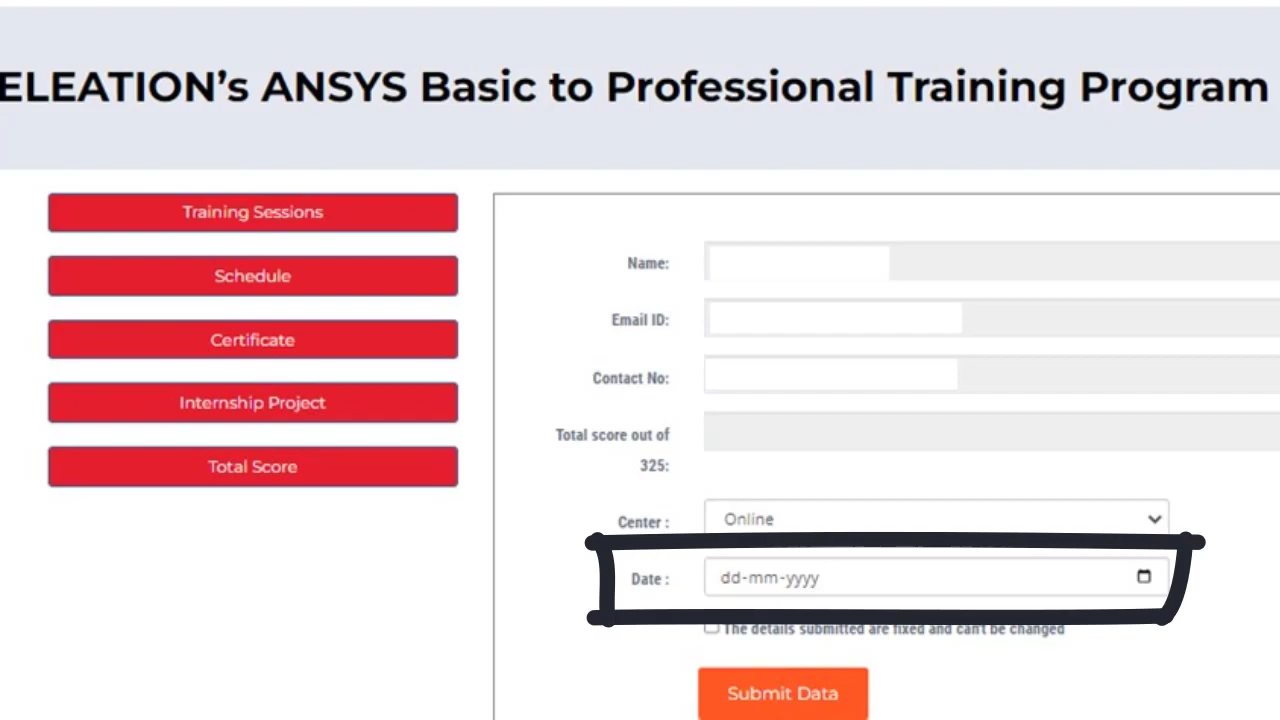 ELEATION’s ANSYS Basic to Professional Training Program
Training Sessions
Schedule
Certificate
Internship Project
Total Score
Name:
Email ID:
Contact No:
Total score out of
325:
Center :
Online
Date :
dd-mm-yyyy
The details submitted are fixed and can't be changed
Submit Data